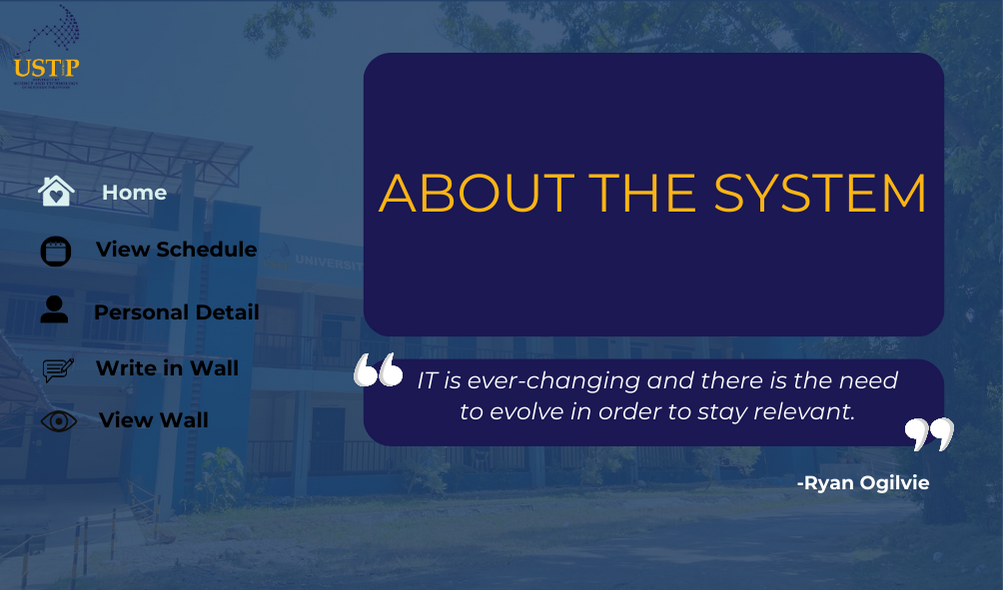 USTP
Home
View Schedule
Personal Detail
Write in Wall
View Wall
UNIVERSIT
ABOUT THE SYSTEM
“ IT is ever-changing and there is the need
to evolve in order to stay relevant. ”
-Ryan Ogilvie